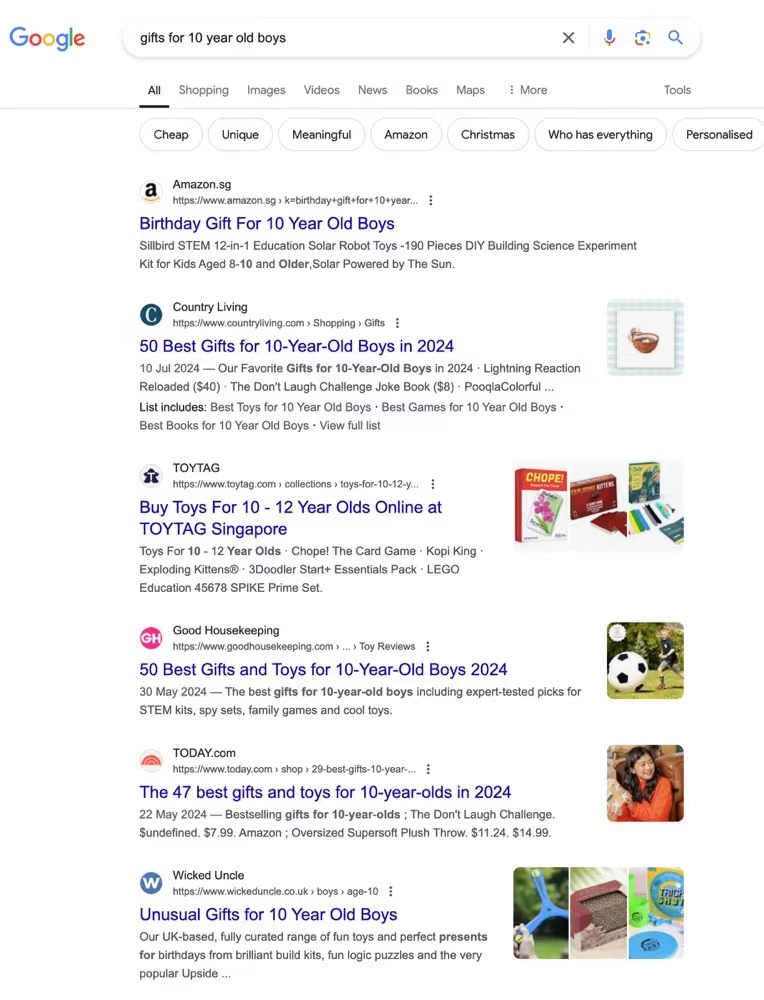 Google
gifts for 10 year old boys
All Shopping Images Videos News Books Maps More Tools
Cheap Unique Meaningful Amazon Christmas Who has everything Personalised
a
Amazon.sg
https://www.amazon.sg › k=birthday+gift+for+10+year...
Birthday Gift For 10 Year Old Boys
Sillbird STEM 12-in-1 Education Solar Robot Toys -190 Pieces DIY Building Science Experiment
Kit for Kids Aged 8-10 and Older,Solar Powered by The Sun.
C
Country Living
https://www.countryliving.com › Shopping › Gifts
50 Best Gifts for 10-Year-Old Boys in 2024
10 Jul 2024 — Our Favorite Gifts for 10-Year-Old Boys in 2024 · Lightning Reaction
Reloaded ($40) · The Don't Laugh Challenge Joke Book ($8) · PooqlaColorful ...
List includes: Best Toys for 10 Year Old Boys · Best Games for 10 Year Old Boys ·
Best Books for 10 Year Old Boys · View full list
TOYTAG
https://www.toytag.com › collections › toys-for-10-12-y...
Buy Toys For 10 - 12 Year Olds Online at
TOYTAG Singapore
Toys For 10 - 12 Year Olds · Chope! The Card Game · Kopi King ·
Exploding Kittens® · 3Doodler Start+ Essentials Pack · LEGO
Education 45678 SPIKE Prime Set.
CHOPE!
EXPLODING KITTENS
GH
Good Housekeeping
https://www.goodhousekeeping.com › ... › Toy Reviews
50 Best Gifts and Toys for 10-Year-Old Boys 2024
30 May 2024 — The best gifts for 10-year-old boys including expert-tested picks for
STEM kits, spy sets, family games and cool toys.
TODAY.com
https://www.today.com › shop › 29-best-gifts-10-year-...
The 47 best gifts and toys for 10-year-olds in 2024
22 May 2024 — Bestselling gifts for 10-year-olds ; The Don't Laugh Challenge.
$undefined. $7.99. Amazon ; Oversized Supersoft Plush Throw. $11.24. $14.99.
W
Wicked Uncle
https://www.wickeduncle.co.uk › boys › age-10
Unusual Gifts for 10 Year Old Boys
Our UK-based, fully curated range of fun toys and perfect presents
for birthdays from brilliant build kits, fun logic puzzles and the very
popular Upside ...